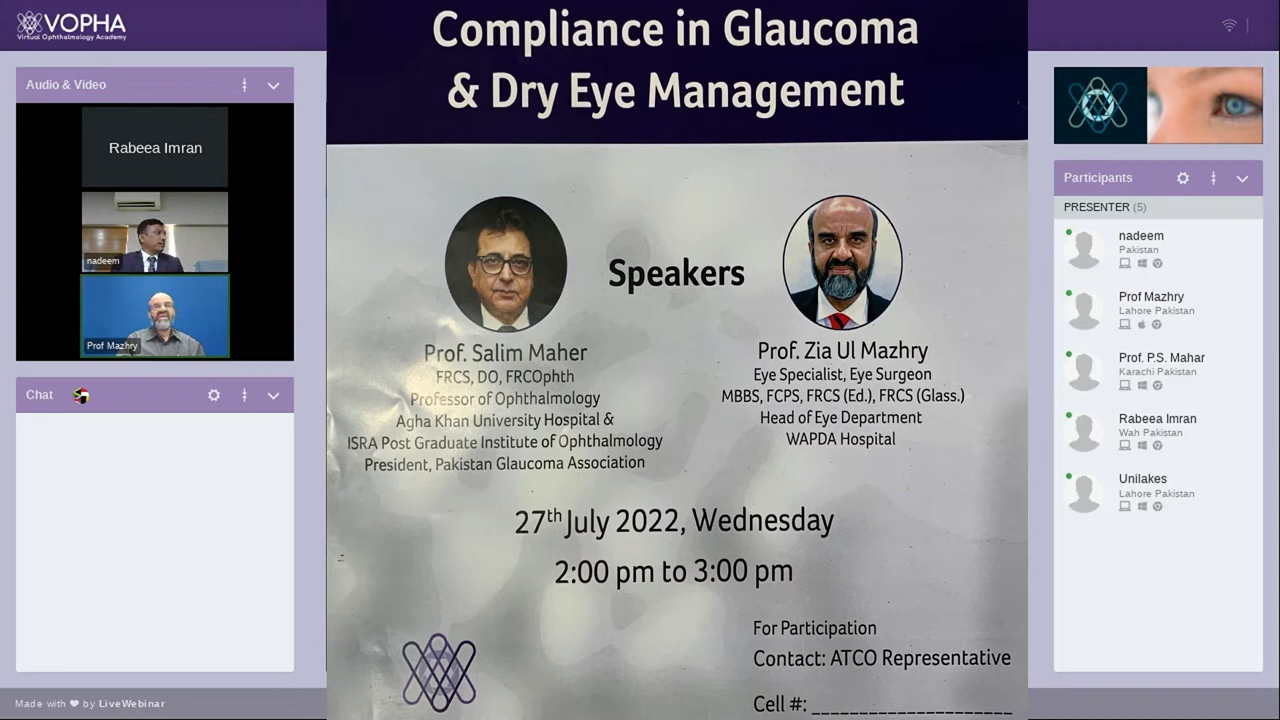 VOPHA
Virtual Ophthalmology Academy
Audio & Video
Rabeea Imran
nadeem
Prof Mazhry
Chat
Made with ❤ by LiveWebinar
Compliance in Glaucoma
& Dry Eye Management
Speakers
Prof. Salim Maher
FRCS, DO, FRCOphth
Professor of Ophthalmology
Agha Khan University Hospital &
ISRA Post Graduate Institute of Ophthalmology
President, Pakistan Glaucoma Association
Prof. Zia Ul Mazhry
Eye Specialist, Eye Surgeon
MBBS, FCPS, FRCS (Ed.), FRCS (Glass.)
Head of Eye Department
WAPDA Hospital
27th July 2022, Wednesday
2:00 pm to 3:00 pm
For Participation
Contact: ATCO Representative
Cell #: ____________________
Participants
PRESENTER (5)
nadeem
Pakistan
Prof Mazhry
Lahore Pakistan
Prof. P.S. Mahar
Karachi Pakistan
Rabeea Imran
Wah Pakistan
Unilakes
Lahore Pakistan